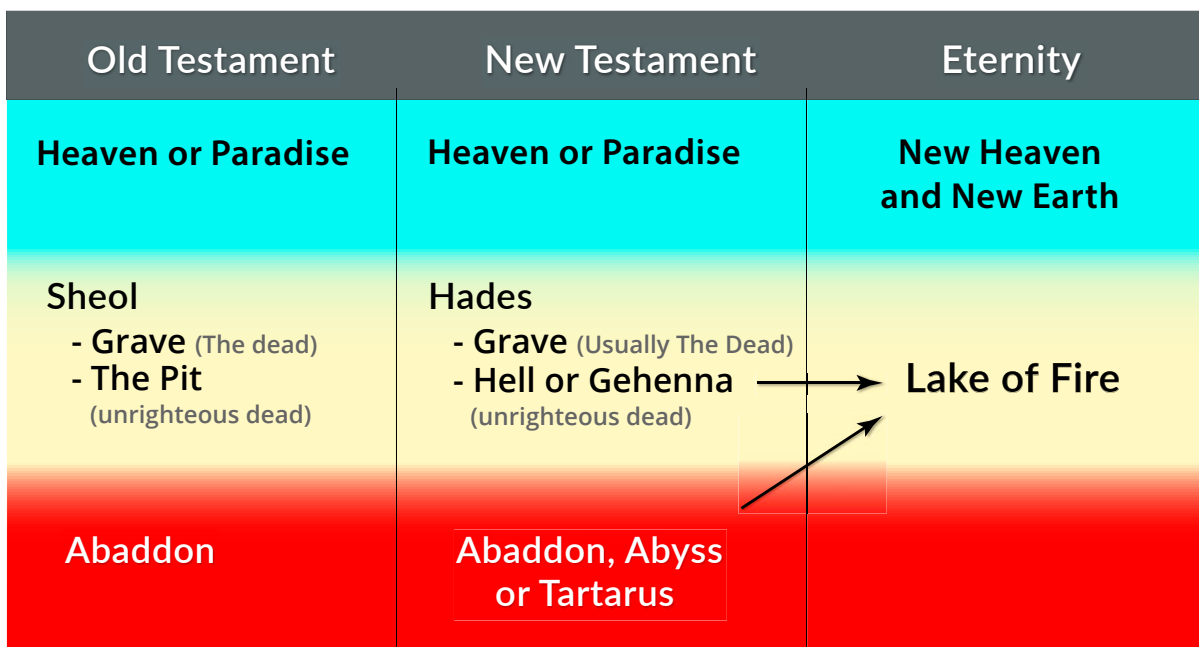 Old Testament
New Testament
Eternity
Heaven or Paradise
Heaven or Paradise
New Heaven
and New Earth
Sheol
- Grave (The dead)
- The Pit
(unrighteous dead)
Hades
- Grave (Usually The Dead)
- Hell or Gehenna
(unrighteous dead)
Lake of Fire
Abaddon
Abaddon, Abyss
or Tartarus